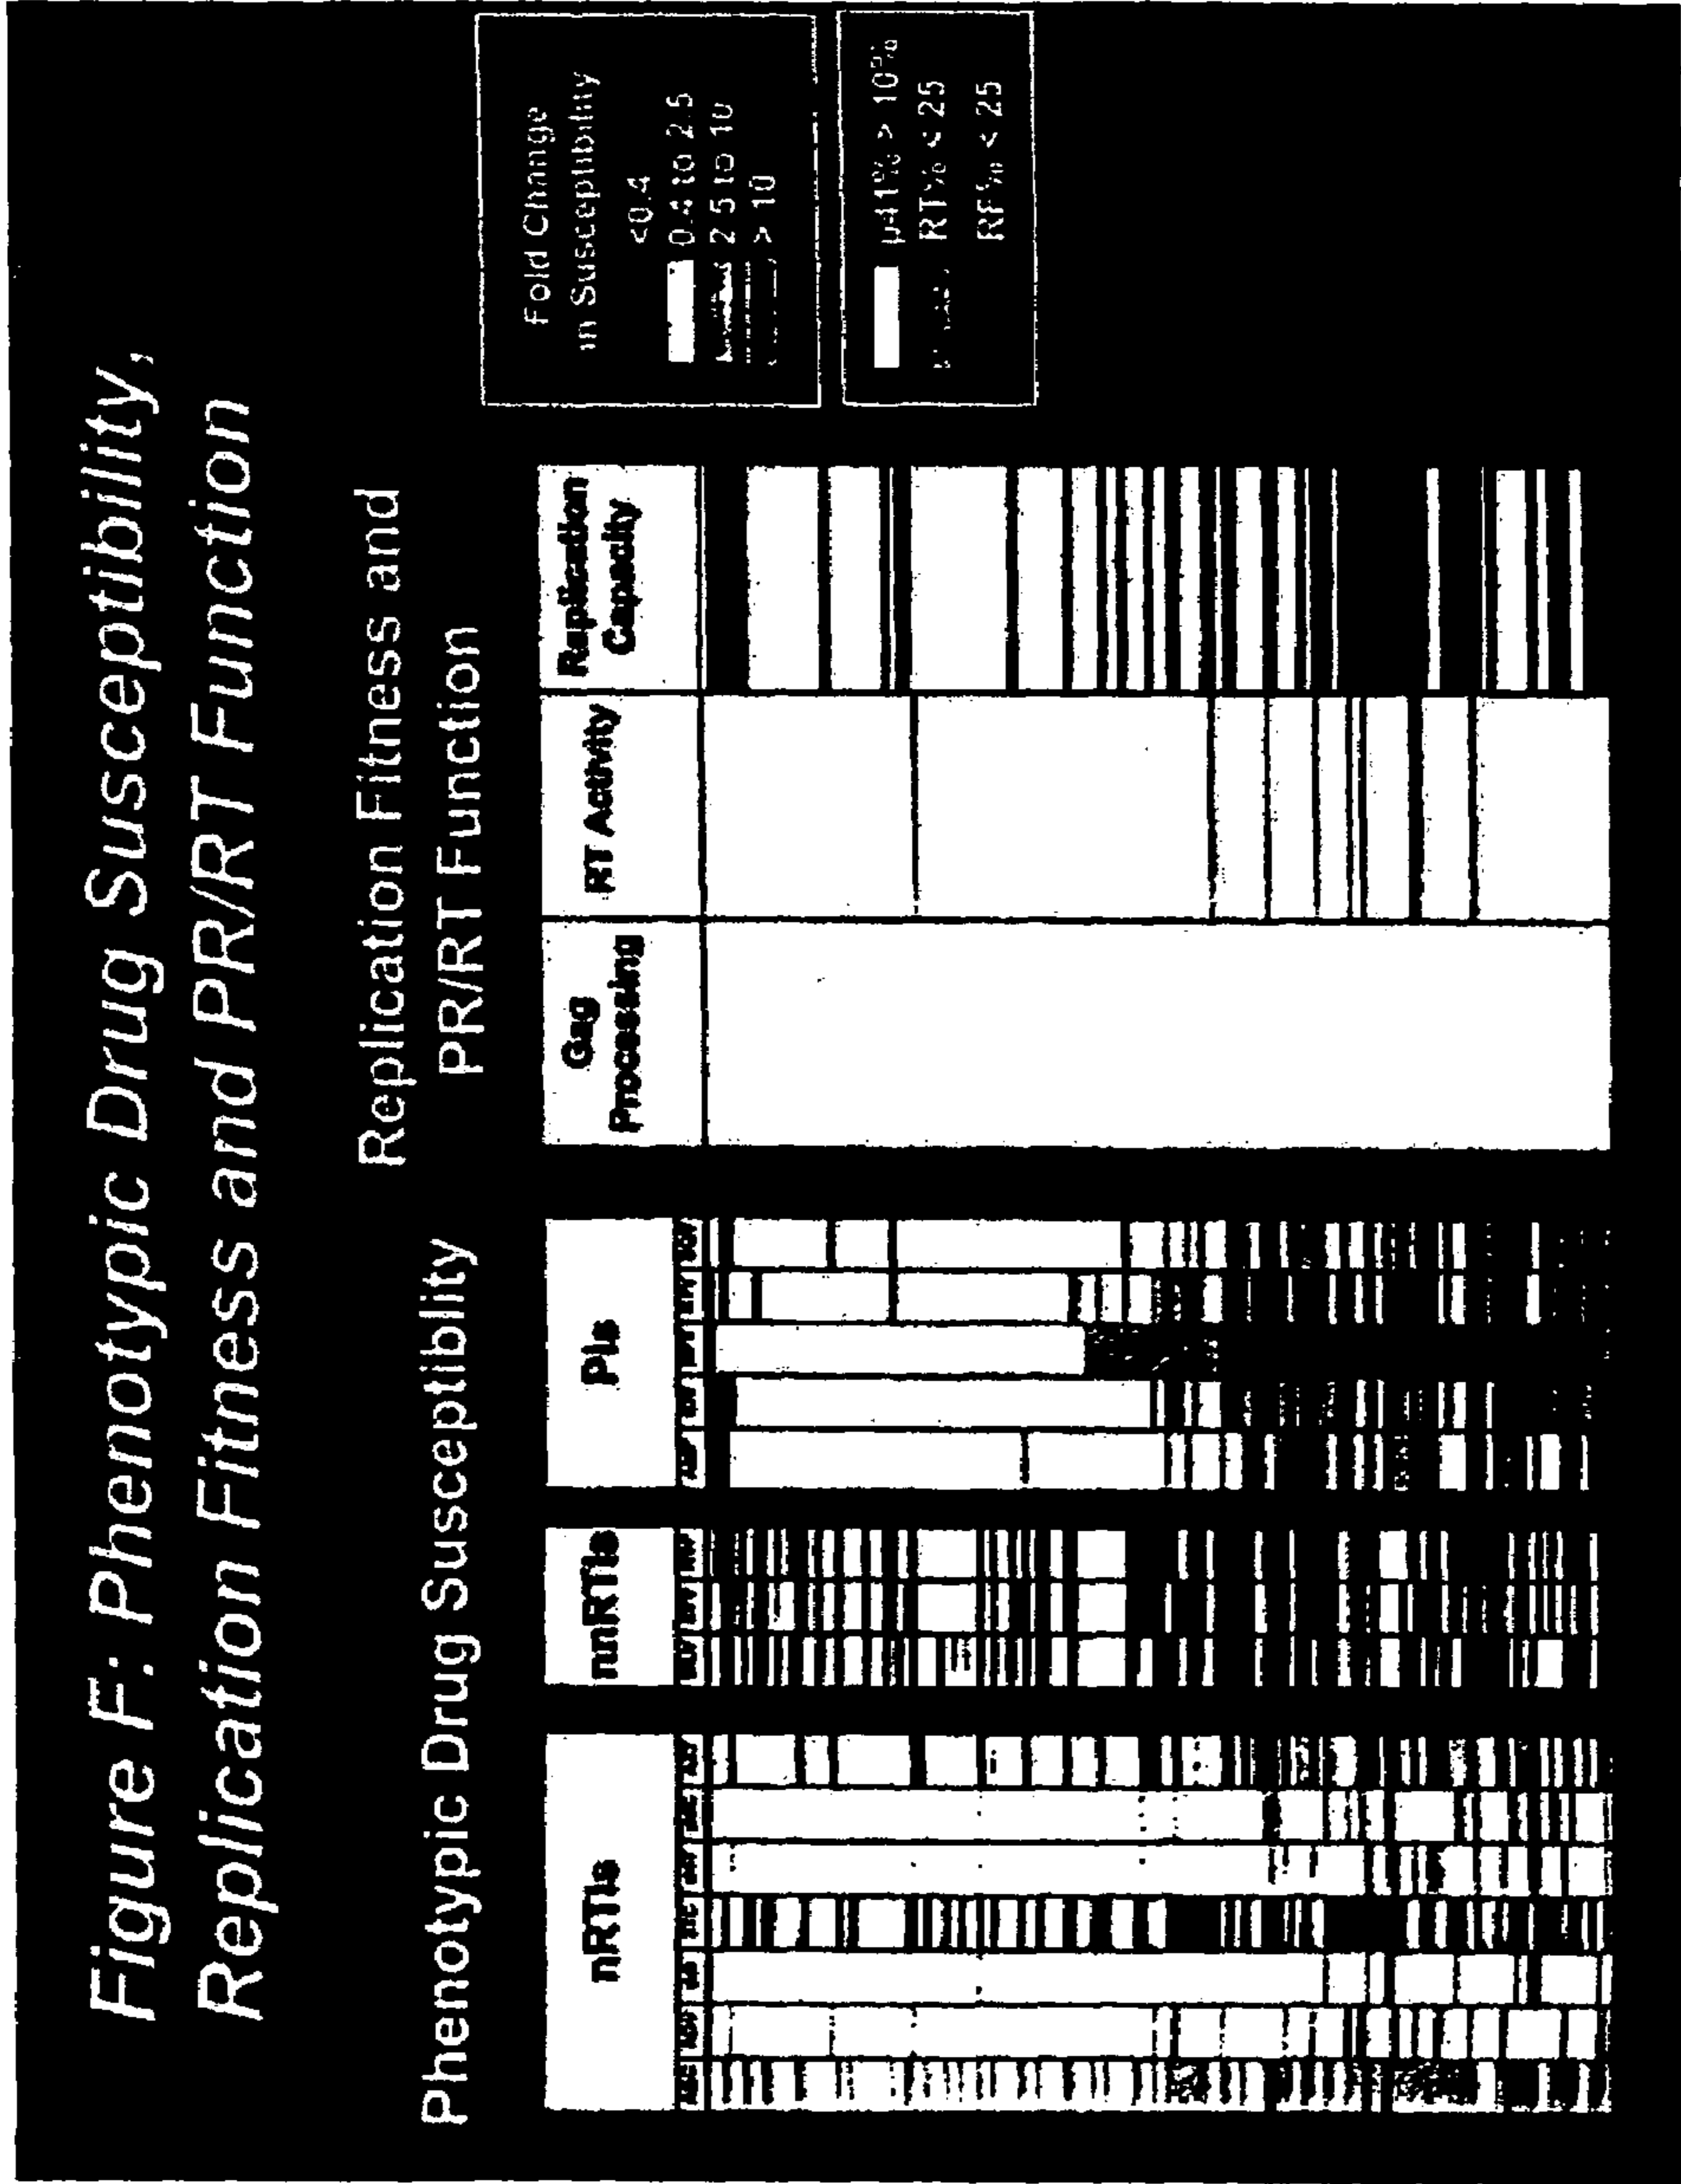 Figure F: Phenotypic Drug Susceptibility,
Replication Fitness and PR/RT Function
Phenotypic Drug Susceptiblity
Replication Fitness and
PR/RT Function
nRTIs
nnRTIs
PIs
Gag
Processing
RT Activity
Replication
Capacity
Fold Change
in Susceptibility
<0.4
0.4 to 2.5
2.5 to 10
> 10
p41% > 10%
RT% < 25
RF% < 25